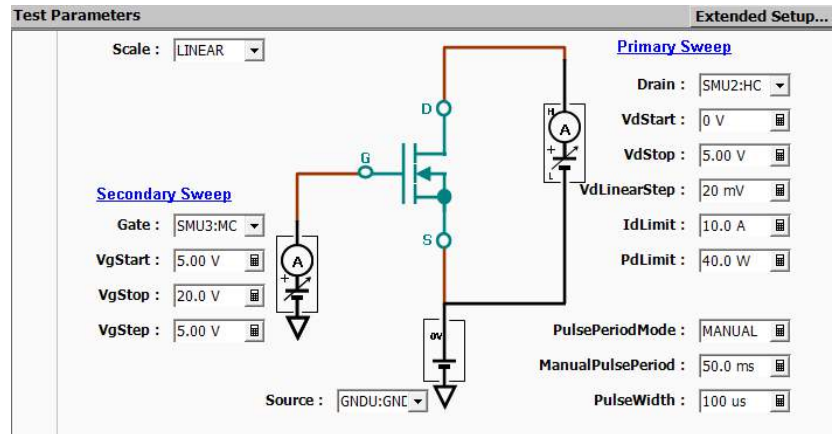 Test Parameters
Extended Setup...
Scale : LINEAR
Primary Sweep
Drain : SMU2:HC
VdStart : 0 V
VdStop : 5.00 V
VdLinearStep : 20 mV
IdLimit : 10.0 A
PdLimit : 40.0 W
D
H
A
+
L
G
S
Secondary Sweep
Gate : SMU3:MC
VgStart : 5.00 V
VgStop : 20.0 V
VgStep : 5.00 V
A
+
0V
PulsePeriodMode : MANUAL
ManualPulsePeriod : 50.0 ms
PulseWidth : 100 us
Source : GNDU:GND